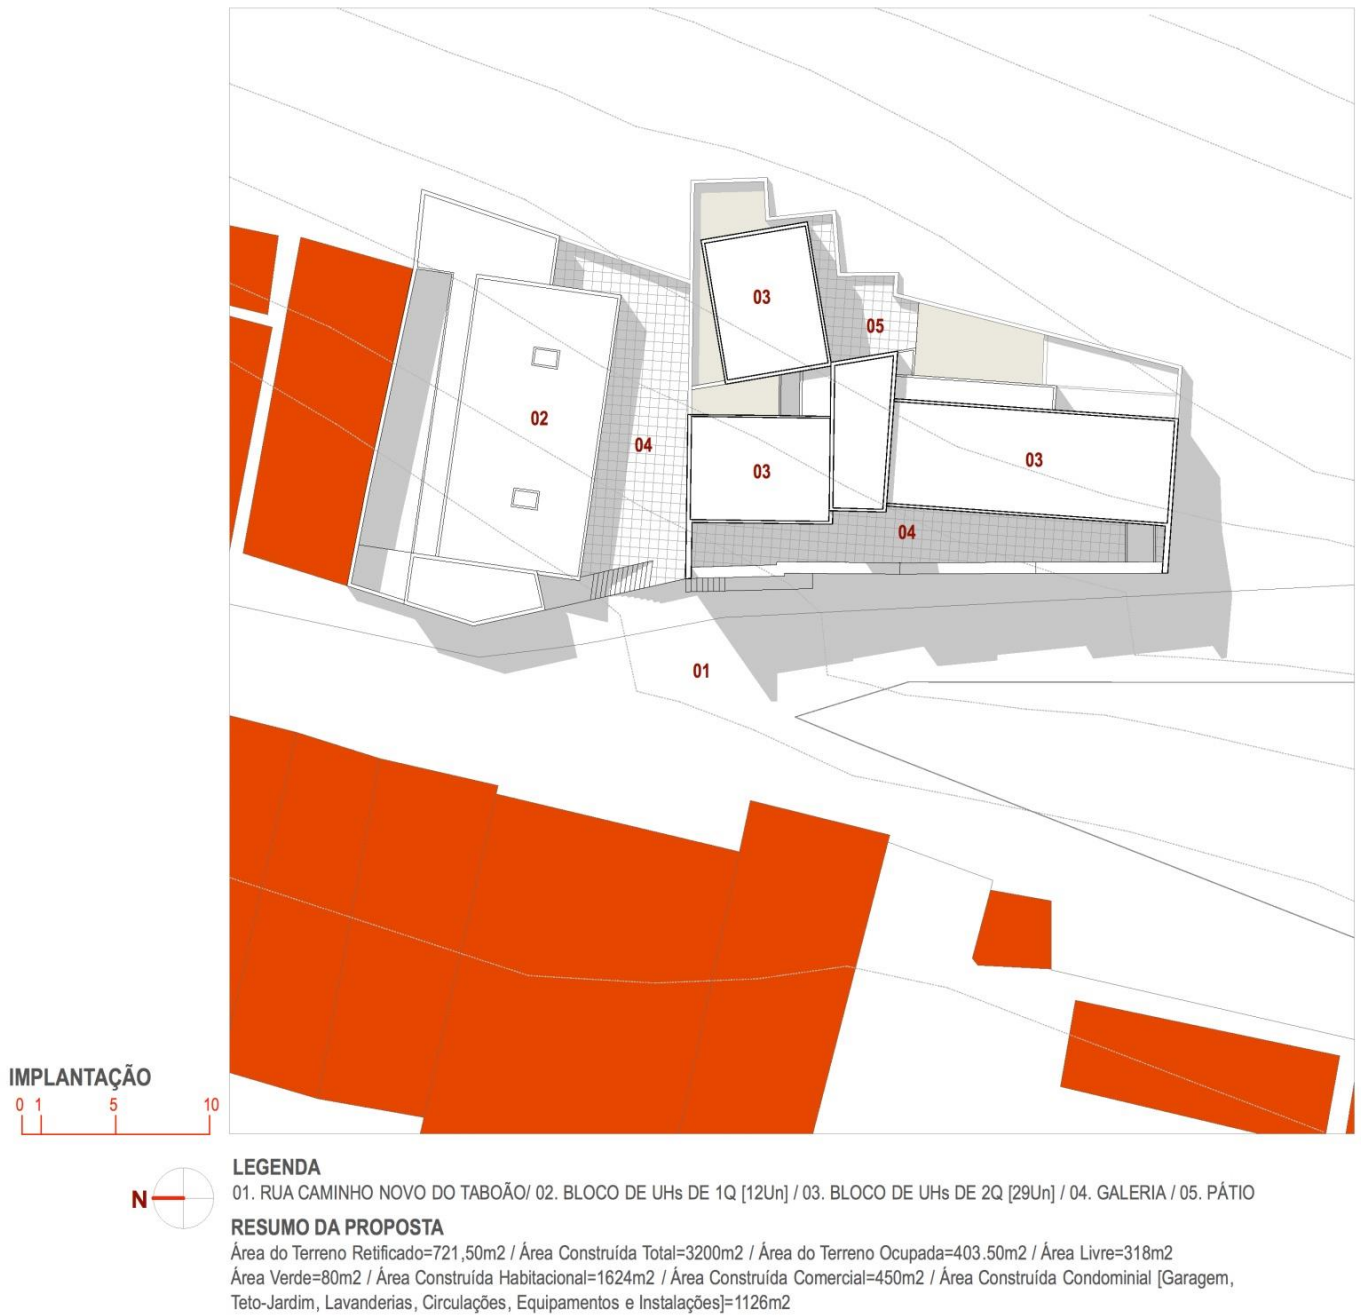 03
05
02
04
03
03
04
01
IMPLANTAÇÃO
0 1 5 10
N
LEGENDA
01. RUA CAMINHO NOVO DO TABOÃO/ 02. BLOCO DE UHs DE 1Q [12Un] / 03. BLOCO DE UHs DE 2Q [29Un] / 04. GALERIA / 05. PÁTIO
RESUMO DA PROPOSTA
Área do Terreno Retificado=721,50m2 / Área Construída Total=3200m2 / Área do Terreno Ocupada=403.50m2 / Área Livre=318m2
Área Verde=80m2 / Área Construída Habitacional=1624m2 / Área Construída Comercial=450m2 / Área Construída Condominial [Garagem,
Teto-Jardim, Lavanderias, Circulações, Equipamentos e Instalações]=1126m2